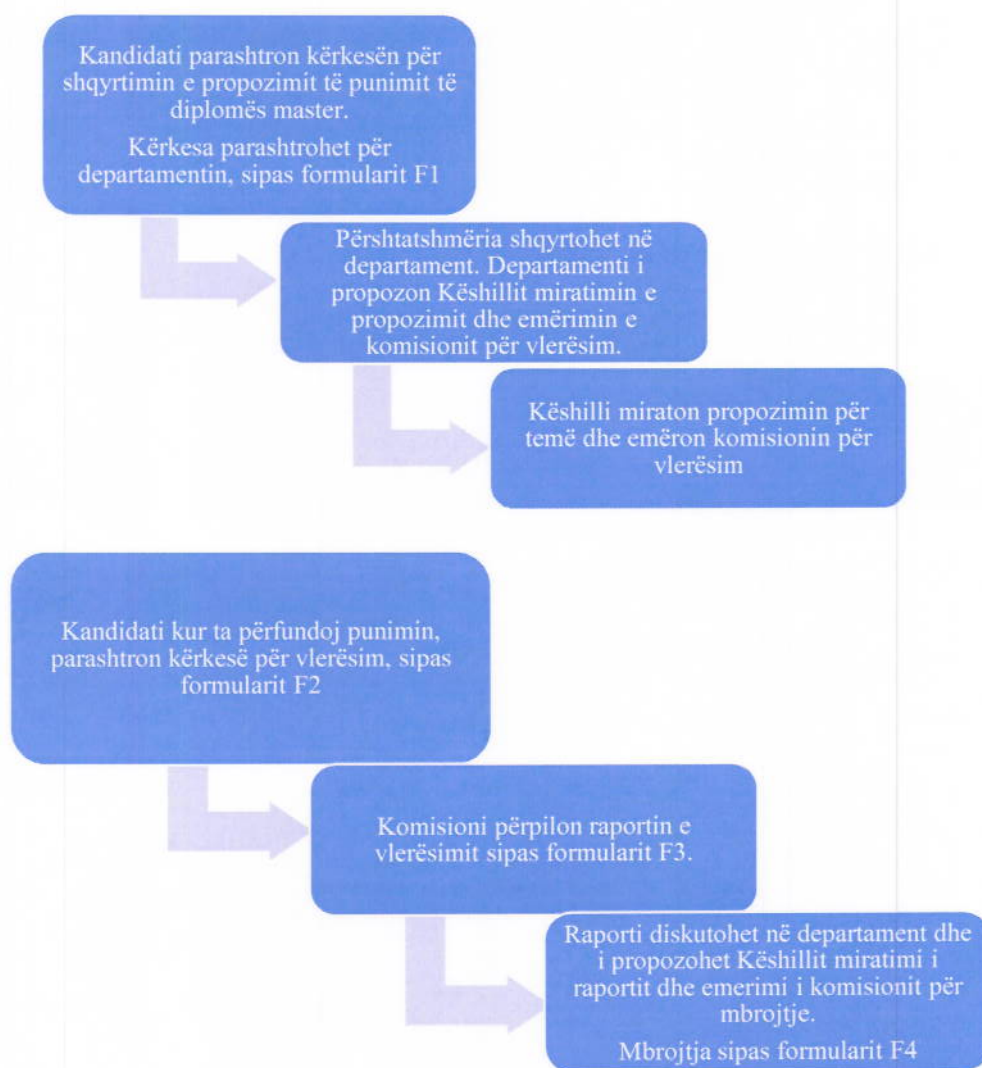 Kandidati parashtron kërkesën për
shqyrtimin e propozimit të punimit të
diplomës master.
Kërkesa parashtrohet për
departamentin, sipas formularit F1
Përshtatshmëria shqyrtohet në
departament. Departamenti i
propozon Këshillit miratimin e
propozimit dhe emërimin e
komisionit për vlerësim.
Këshilli miraton propozimin për
temë dhe emëron komisionin për
vlerësim
Kandidati kur ta përfundoj punimin,
parashtron kërkesë për vlerësim, sipas
formularit F2
Komisioni përpilon raportin e
vlerësimit sipas formularit F3.
Raporti diskutohet në departament dhe
i propozohet Këshillit miratimi i
raportit dhe emerimi i komisionit për
mbrojtje.
Mbrojtja sipas formularit F4